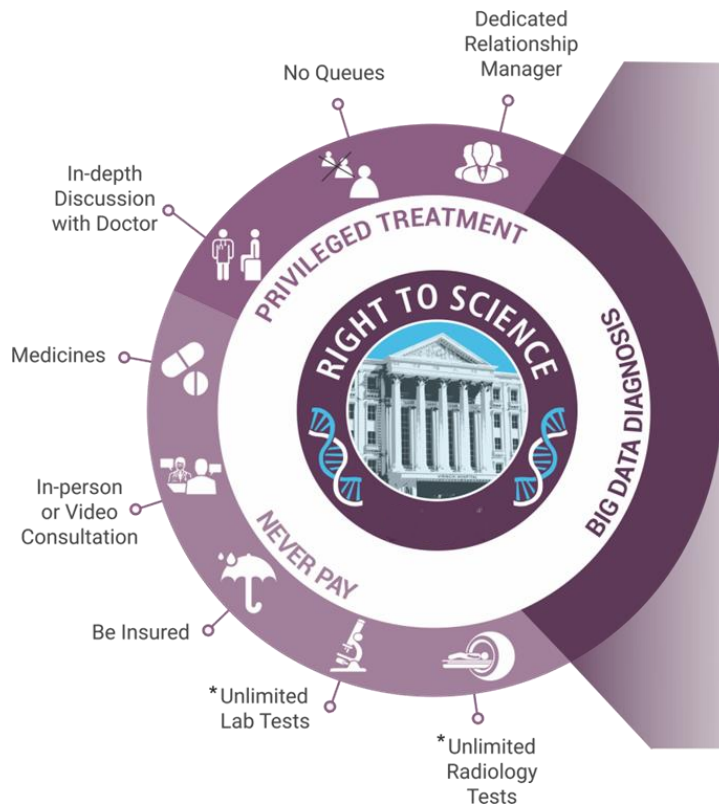 Dedicated
Relationship
Manager
No Queues
In-depth
Discussion
with Doctor
Medicines
In-person
or Video
Consultation
Be Insured
*Unlimited
Lab Tests
*Unlimited
Radiology
Tests
PRIVILEGED TREATMENT
NEVER PAY
BIG DATA DIAGNOSIS
RIGHT TO SCIENCE